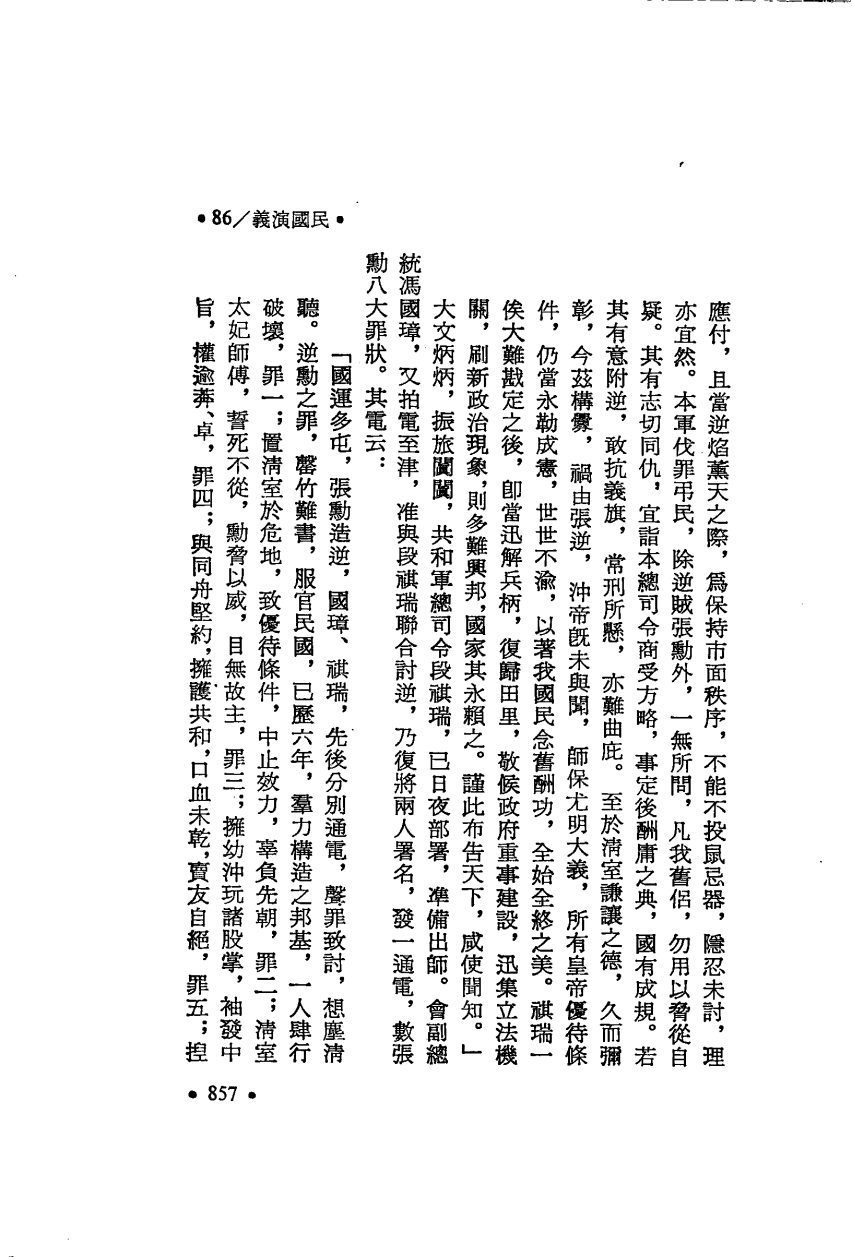 •86／義演國民•
應付，且當逆焰薰天之際，爲保持市面秩序，不能不投鼠忌器，隱忍未討，理
亦宜然。本軍伐罪弔民，除逆賊張勳外，一無所問，凡我舊侶，勿用以脅從自
疑。其有志切同仇，宜詣本總司令商受方略，事定後酬庸之典，國有成規。若
其有意附逆，敢抗義旗，常刑所懸，亦難曲庇。至於淸室謙讓之德，久而彌
彰，今茲構釁，禍由張逆，沖帝旣未與聞，師保尤明大義，所有皇帝優待條
件，仍當永勒成憲，世世不渝，以著我國民念舊酬功，全始全終之美。祺瑞一
俟大難戡定之後，卽當迅解兵柄，復歸田里，敬候政府重事建設，迅集立法機
關，刷新政治現象，則多難興邦，國家其永賴之。謹此布告天下，咸使聞知。」
大文炳炳，振旅闐闐，共和軍總司令段祺瑞，已日夜部署，準備出師。會副總
統馮國璋，又拍電至津，准與段祺瑞聯合討逆，乃復將兩人署名，發一通電，數張
勳八大罪狀。其電云：
「國運多屯，張勳造逆，國璋、祺瑞，先後分別通電，聲罪致討，想塵淸
聽。逆勳之罪，罄竹難書，服官民國，已歷六年，羣力構造之邦基，一人肆行
破壞，罪一；置淸室於危地，致優待條件，中止效力，辜負先朝，罪二；淸室
太妃師傅，誓死不從，勳脅以威，目無故主，罪三；擁幼沖玩諸股掌，袖發中
旨，權逾莽、卓，罪四；與同舟堅約，擁護共和，口血未乾，賣友自絕，罪五；捏
•857•